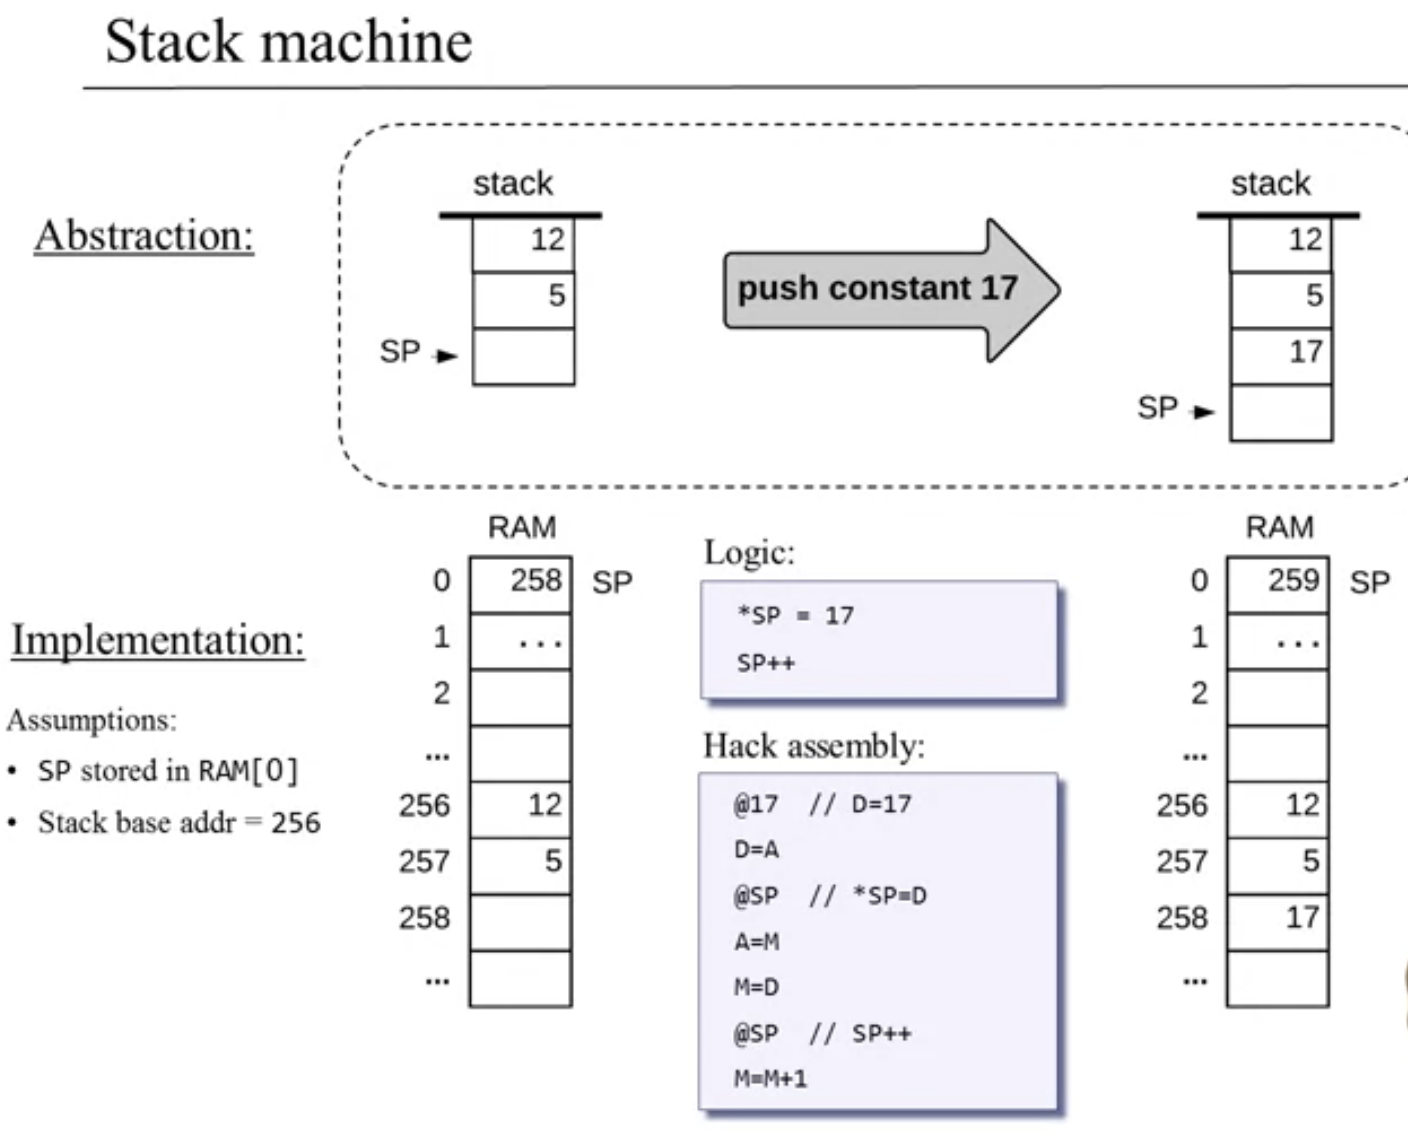 Stack machine
Abstraction:
stack
12
5
SP
push constant 17
stack
12
5
17
SP
Implementation:
Assumptions:
• SP stored in RAM[0]
• Stack base addr = 256
RAM
0 258 SP
1 ...
2
...
256 12
257 5
258
...
Logic:
*SP = 17
SP++
Hack assembly:
@17 // D=17
D=A
@SP // *SP=D
A=M
M=D
@SP // SP++
M=M+1
RAM
0 259 SP
1 ...
2
...
256 12
257 5
258 17
...